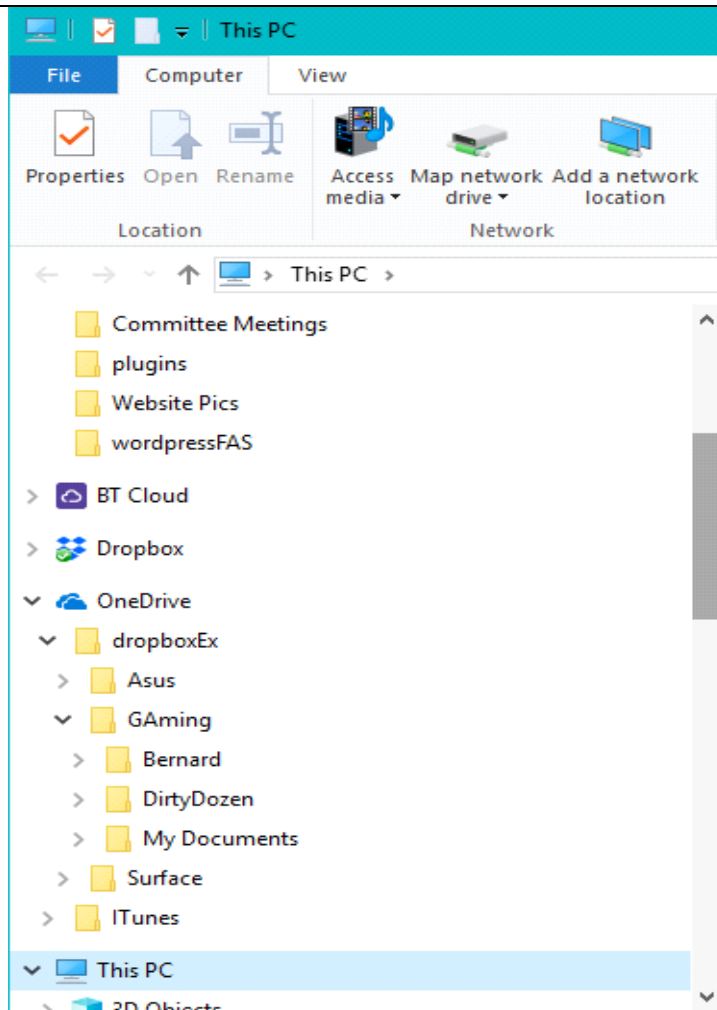 This PC
File Computer View
Properties Open Rename Access media Map network drive Add a network location
Location Network
This PC
Committee Meetings
plugins
Website Pics
wordpressFAS
BT Cloud
Dropbox
OneDrive
dropboxEx
Asus
GAming
Bernard
DirtyDozen
My Documents
Surface
ITunes
This PC
3D Objects